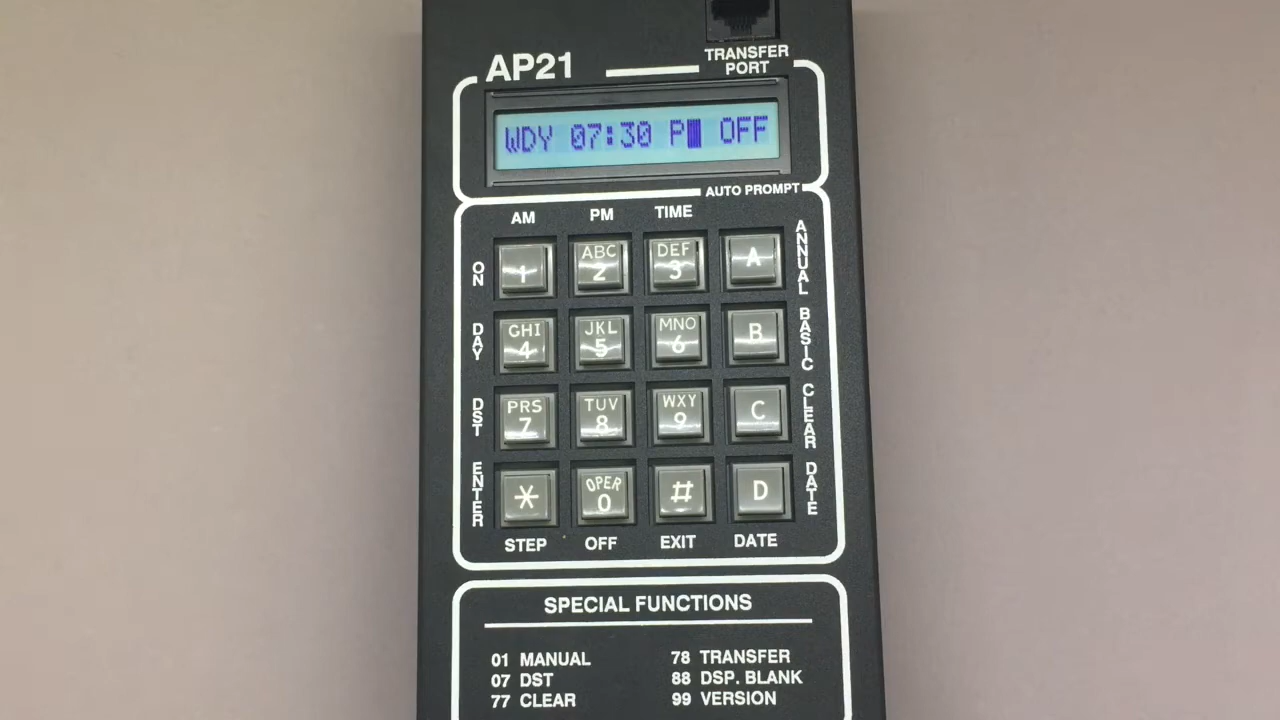 AP21
TRANSFER
PORT
WDY 07:30 P█ OFF
AUTO PROMPT
AM PM TIME
ON 1 ABC 2 DEF 3 A ANNUAL
DAY GHI 4 JKL 5 MNO 6 B BASIC
DST PRS 7 TUV 8 WXY 9 C CLEAR
ENTER * OPER 0 # D DATE
STEP OFF EXIT DATE
SPECIAL FUNCTIONS
01 MANUAL 78 TRANSFER
07 DST 88 DSP. BLANK
77 CLEAR 99 VERSION